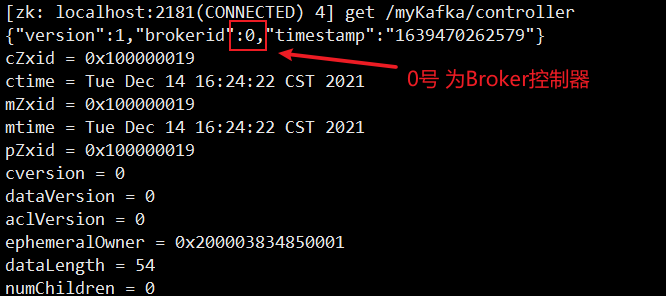 [zk: localhost:2181(CONNECTED) 4] get /myKafka/controller
{"version":1,"brokerid":0,"timestamp":"1639470262579"}
cZxid = 0x100000019
ctime = Tue Dec 14 16:24:22 CST 2021
0号 为Broker控制器
mZxid = 0x100000019
mtime = Tue Dec 14 16:24:22 CST 2021
pZxid = 0x100000019
cversion = 0
dataVersion = 0
aclVersion = 0
ephemeralOwner = 0x200003834850001
dataLength = 54
numChildren = 0